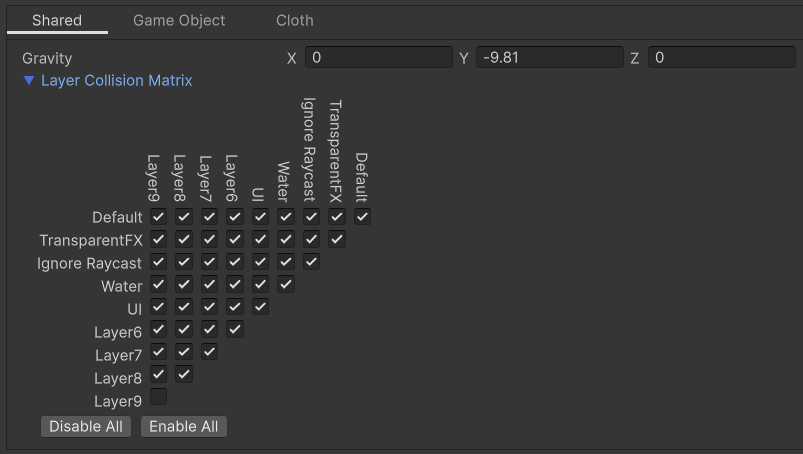 Shared Game Object Cloth
Gravity X 0 Y -9.81 Z 0
Layer Collision Matrix
Layer9 Layer8 Layer7 Layer6 UI Water Ignore Raycast TransparentFX Default
Default
TransparentFX
Ignore Raycast
Water
UI
Layer6
Layer7
Layer8
Layer9
Disable All Enable All